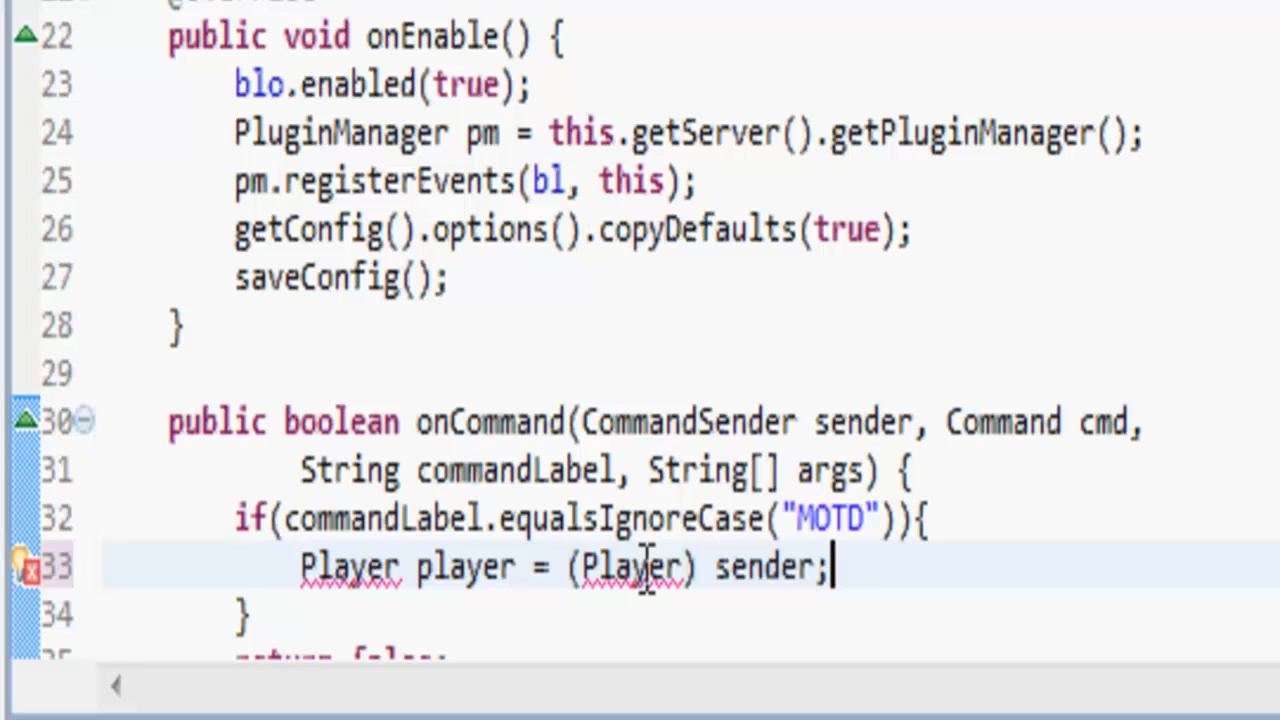 22 public void onEnable() {
23 blo.enabled(true);
24 PluginManager pm = this.getServer().getPluginManager();
25 pm.registerEvents(bl, this);
26 getConfig().options().copyDefaults(true);
27 saveConfig();
28 }
29
30 public boolean onCommand(CommandSender sender, Command cmd,
31 String commandLabel, String[] args) {
32 if(commandLabel.equalsIgnoreCase("MOTD")){
33 Player player = (Player) sender;
34 }
return false;